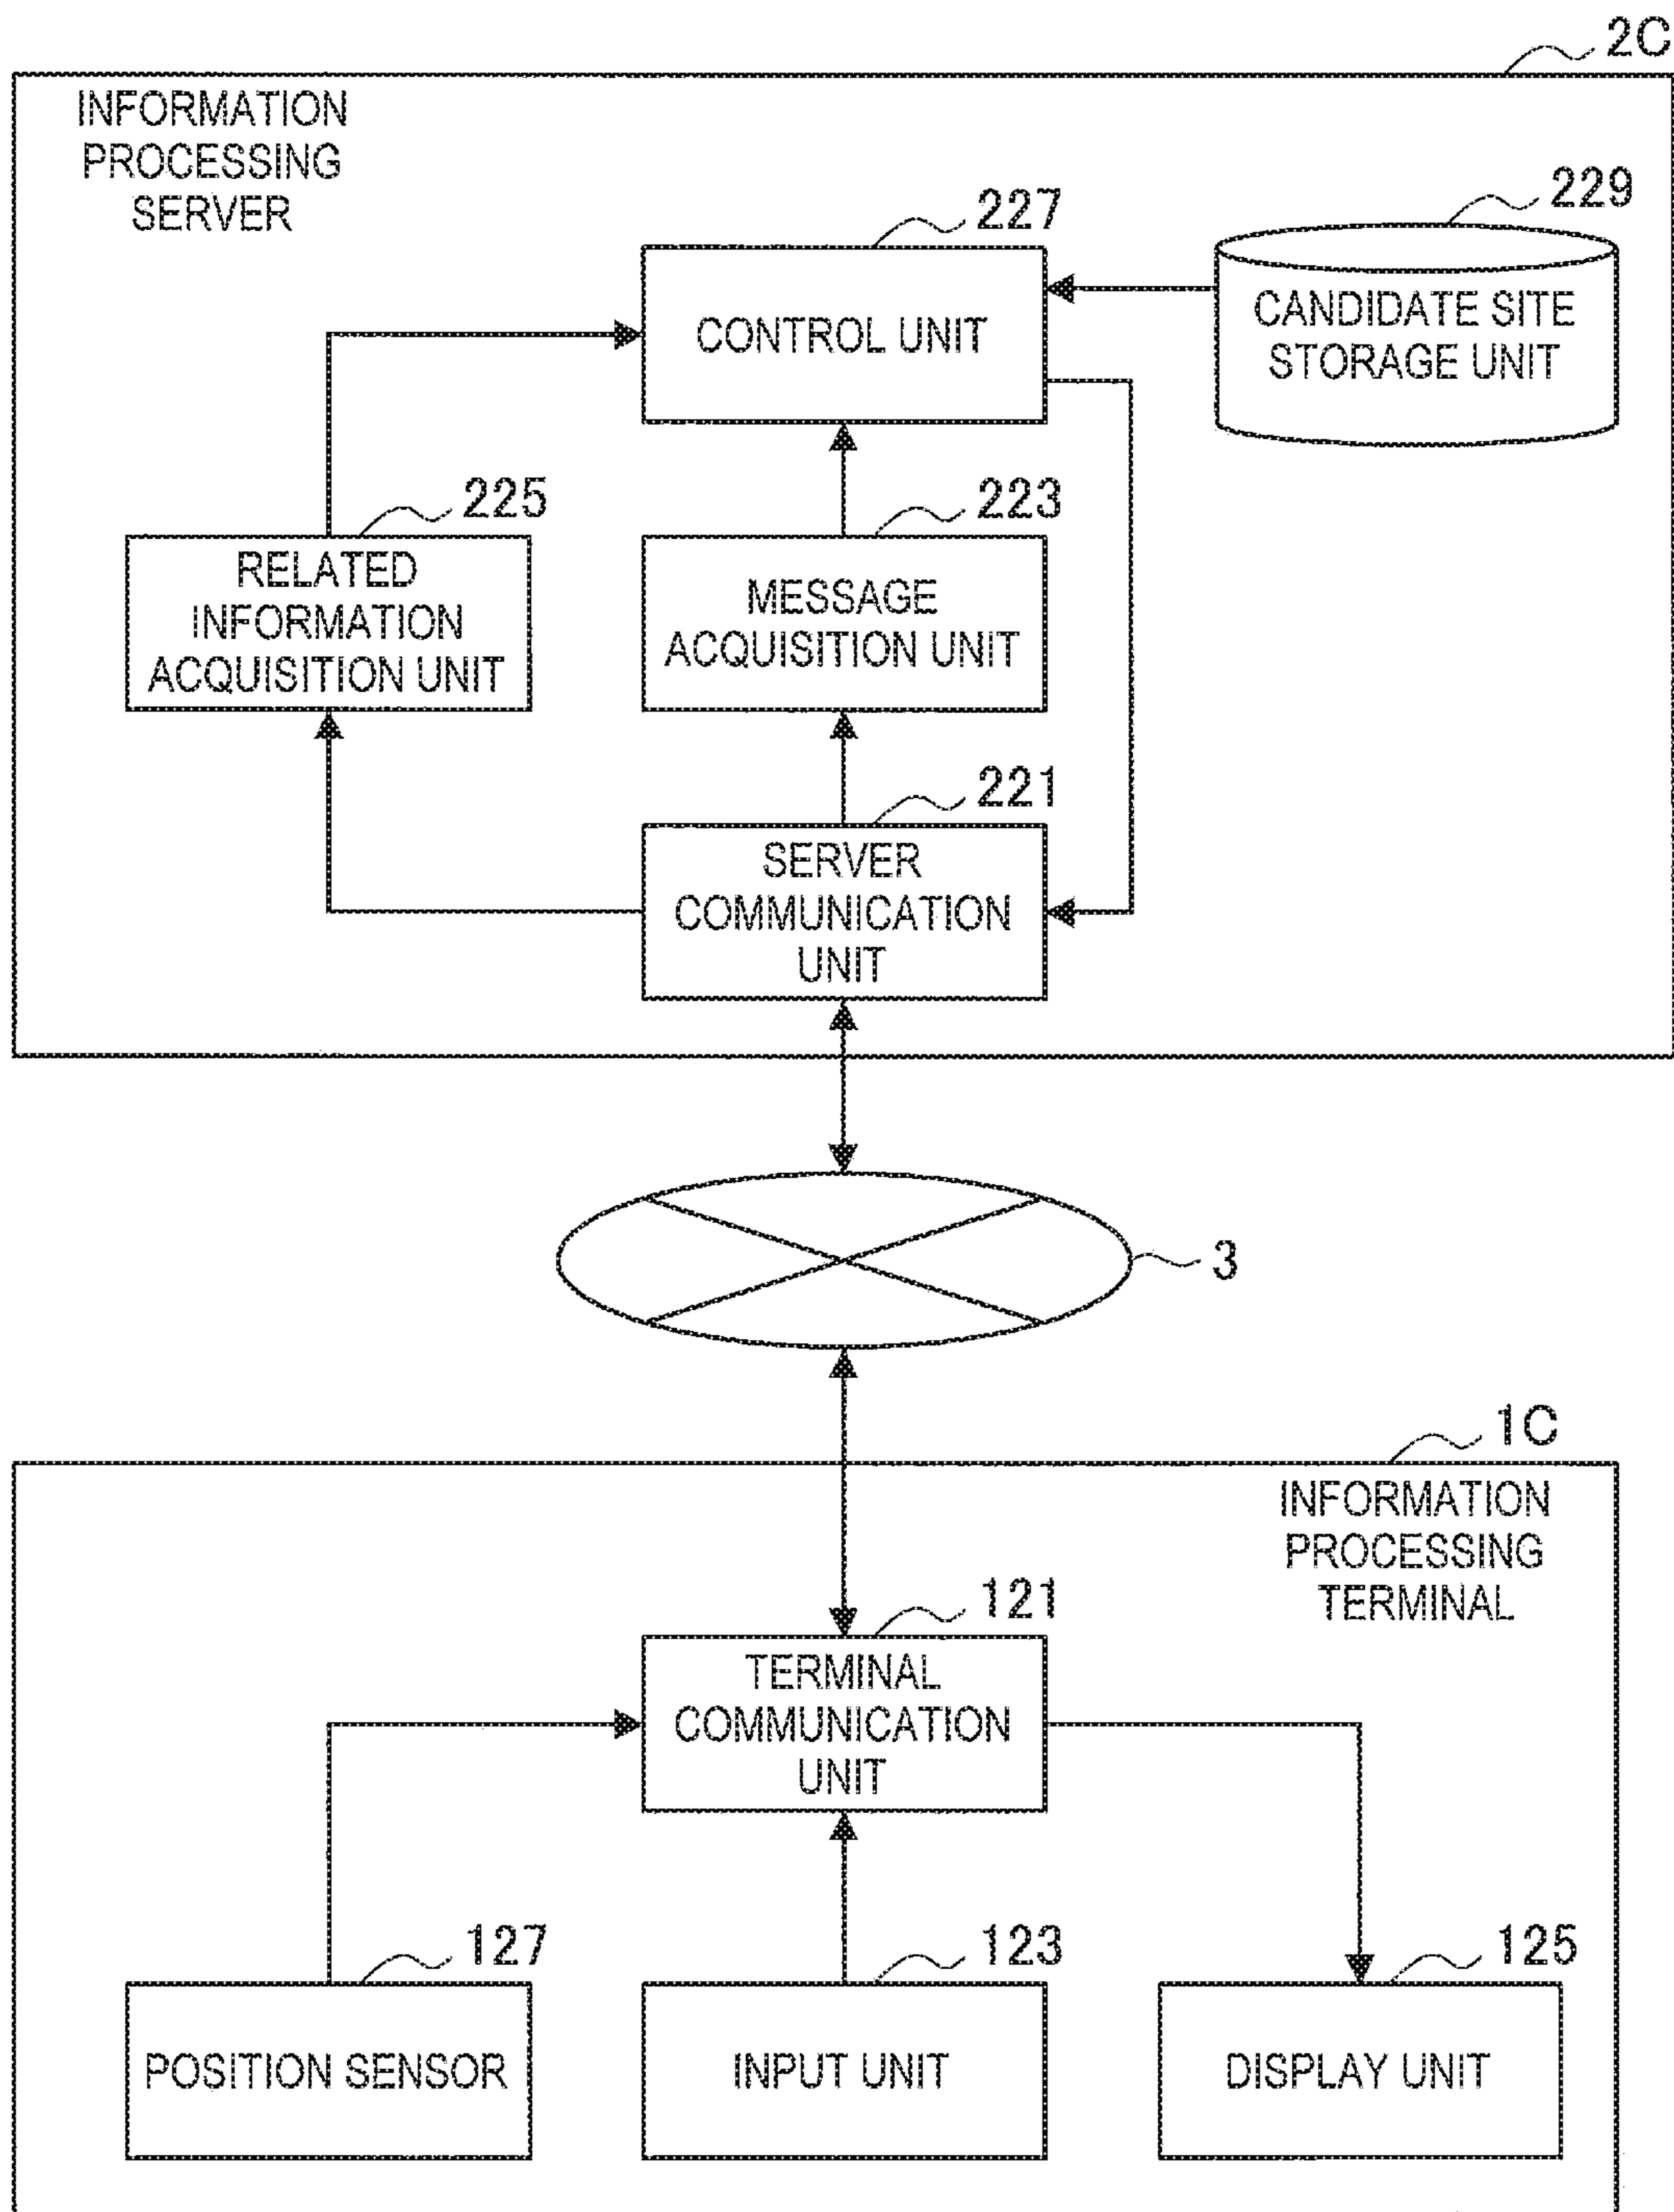 2C
INFORMATION
PROCESSING
SERVER
227
229
CONTROL UNIT
CANDIDATE SITE
STORAGE UNIT
225
223
RELATED
INFORMATION
ACQUISITION UNIT
MESSAGE
ACQUISITION UNIT
221
SERVER
COMMUNICATION
UNIT
3
1C
INFORMATION
PROCESSING
TERMINAL
121
TERMINAL
COMMUNICATION
UNIT
127
123
125
POSITION SENSOR
INPUT UNIT
DISPLAY UNIT